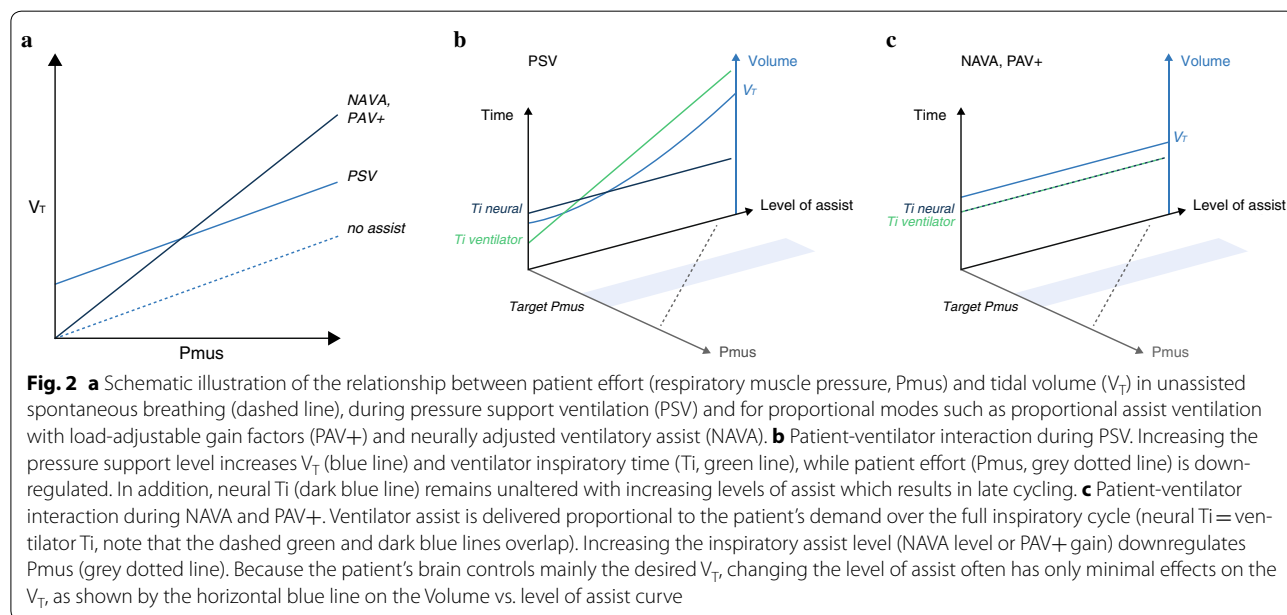 a
b
c
PSV
NAVA, PAV+
Volume
Volume
NAVA,
PAV+
PSV
no assist
VT
Pmus
Time
VT
Ti neural
Ti ventilator
Level of assist
Target Pmus
Pmus
Time
VT
Ti neural
Ti ventilator
Level of assist
Target Pmus
Pmus
Fig. 2 a Schematic illustration of the relationship between patient effort (respiratory muscle pressure, Pmus) and tidal volume (VT) in unassisted
spontaneous breathing (dashed line), during pressure support ventilation (PSV) and for proportional modes such as proportional assist ventilation
with load-adjustable gain factors (PAV+) and neurally adjusted ventilatory assist (NAVA). b Patient-ventilator interaction during PSV. Increasing the
pressure support level increases VT (blue line) and ventilator inspiratory time (Ti, green line), while patient effort (Pmus, grey dotted line) is down-
regulated. In addition, neural Ti (dark blue line) remains unaltered with increasing levels of assist which results in late cycling. c Patient-ventilator
interaction during NAVA and PAV+. Ventilator assist is delivered proportional to the patient's demand over the full inspiratory cycle (neural Ti = ven-
tilator Ti, note that the dashed green and dark blue lines overlap). Increasing the inspiratory assist level (NAVA level or PAV+ gain) downregulates
Pmus (grey dotted line). Because the patient's brain controls mainly the desired VT, changing the level of assist often has only minimal effects on the
VT, as shown by the horizontal blue line on the Volume vs. level of assist curve